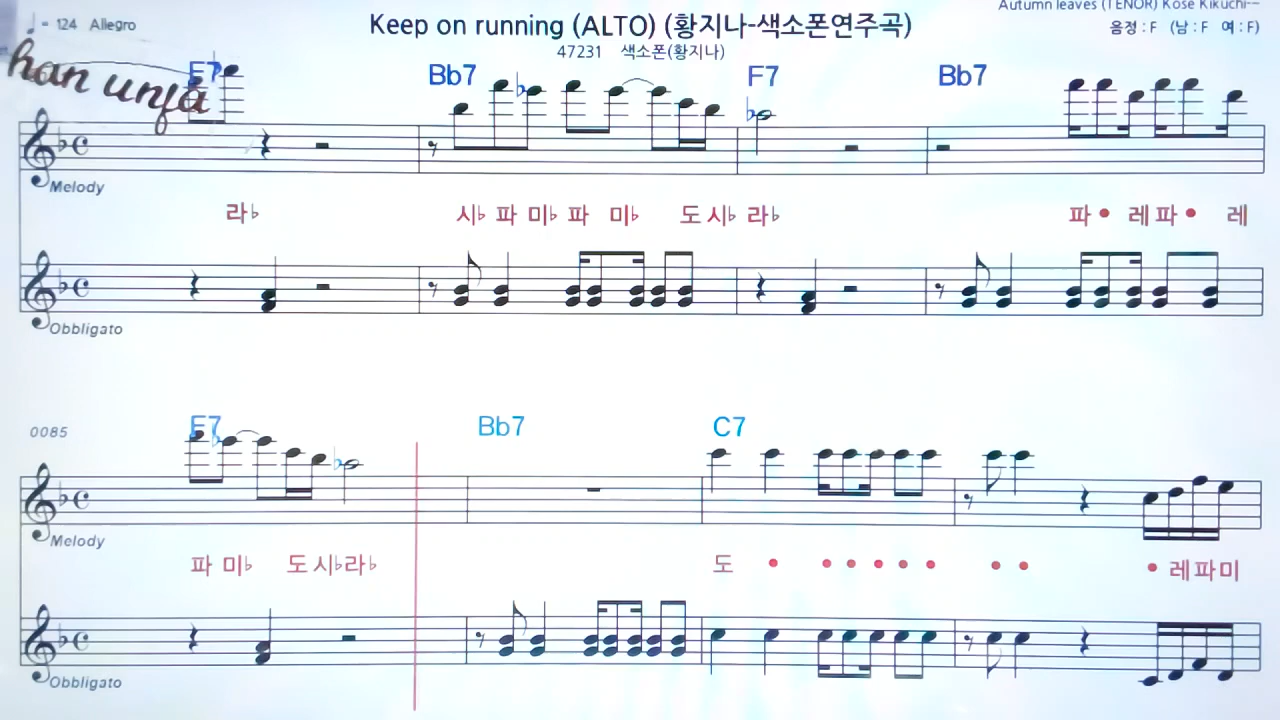 ♩ = 124 Allegro
Keep on running (ALTO) (황지나-색소폰연주곡)
Autumn leaves (TENOR) Kose Kikuchi--
47231 색소폰(황지나)
음정 : F (남 : F 여 : F)
han unja
F7 Bb7 F7 Bb7
Melody
라♭ 시♭ 파 미♭ 파 미♭ 도 시♭ 라♭ 파 • 레 파 • 레
Obbligato
0085
F7 Bb7 C7
Melody
파 미♭ 도 시♭ 라♭ 도 • • • • • • • • • 레 파 미
Obbligato